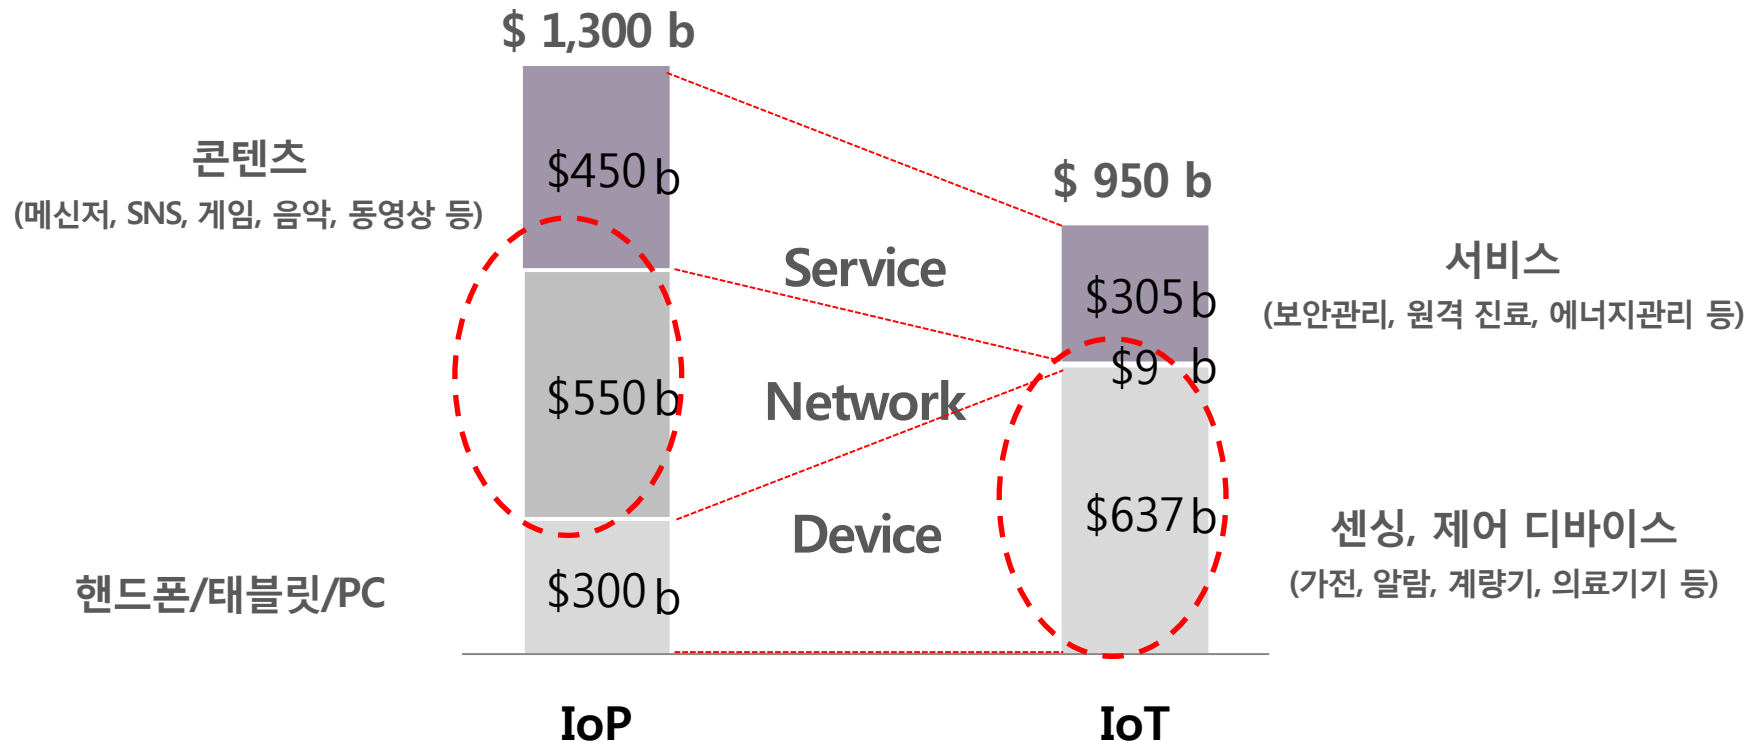 $ 1,300 b
콘텐츠
(메신저, SNS, 게임, 음악, 동영상 등)
$450 b
$ 950 b
Service
$305 b
서비스
(보안관리, 원격 진료, 에너지관리 등)
$9 b
Network
$550 b
Device
$637 b
센싱, 제어 디바이스
(가전, 알람, 계량기, 의료기기 등)
핸드폰/태블릿/PC
$300 b
IoP
IoT